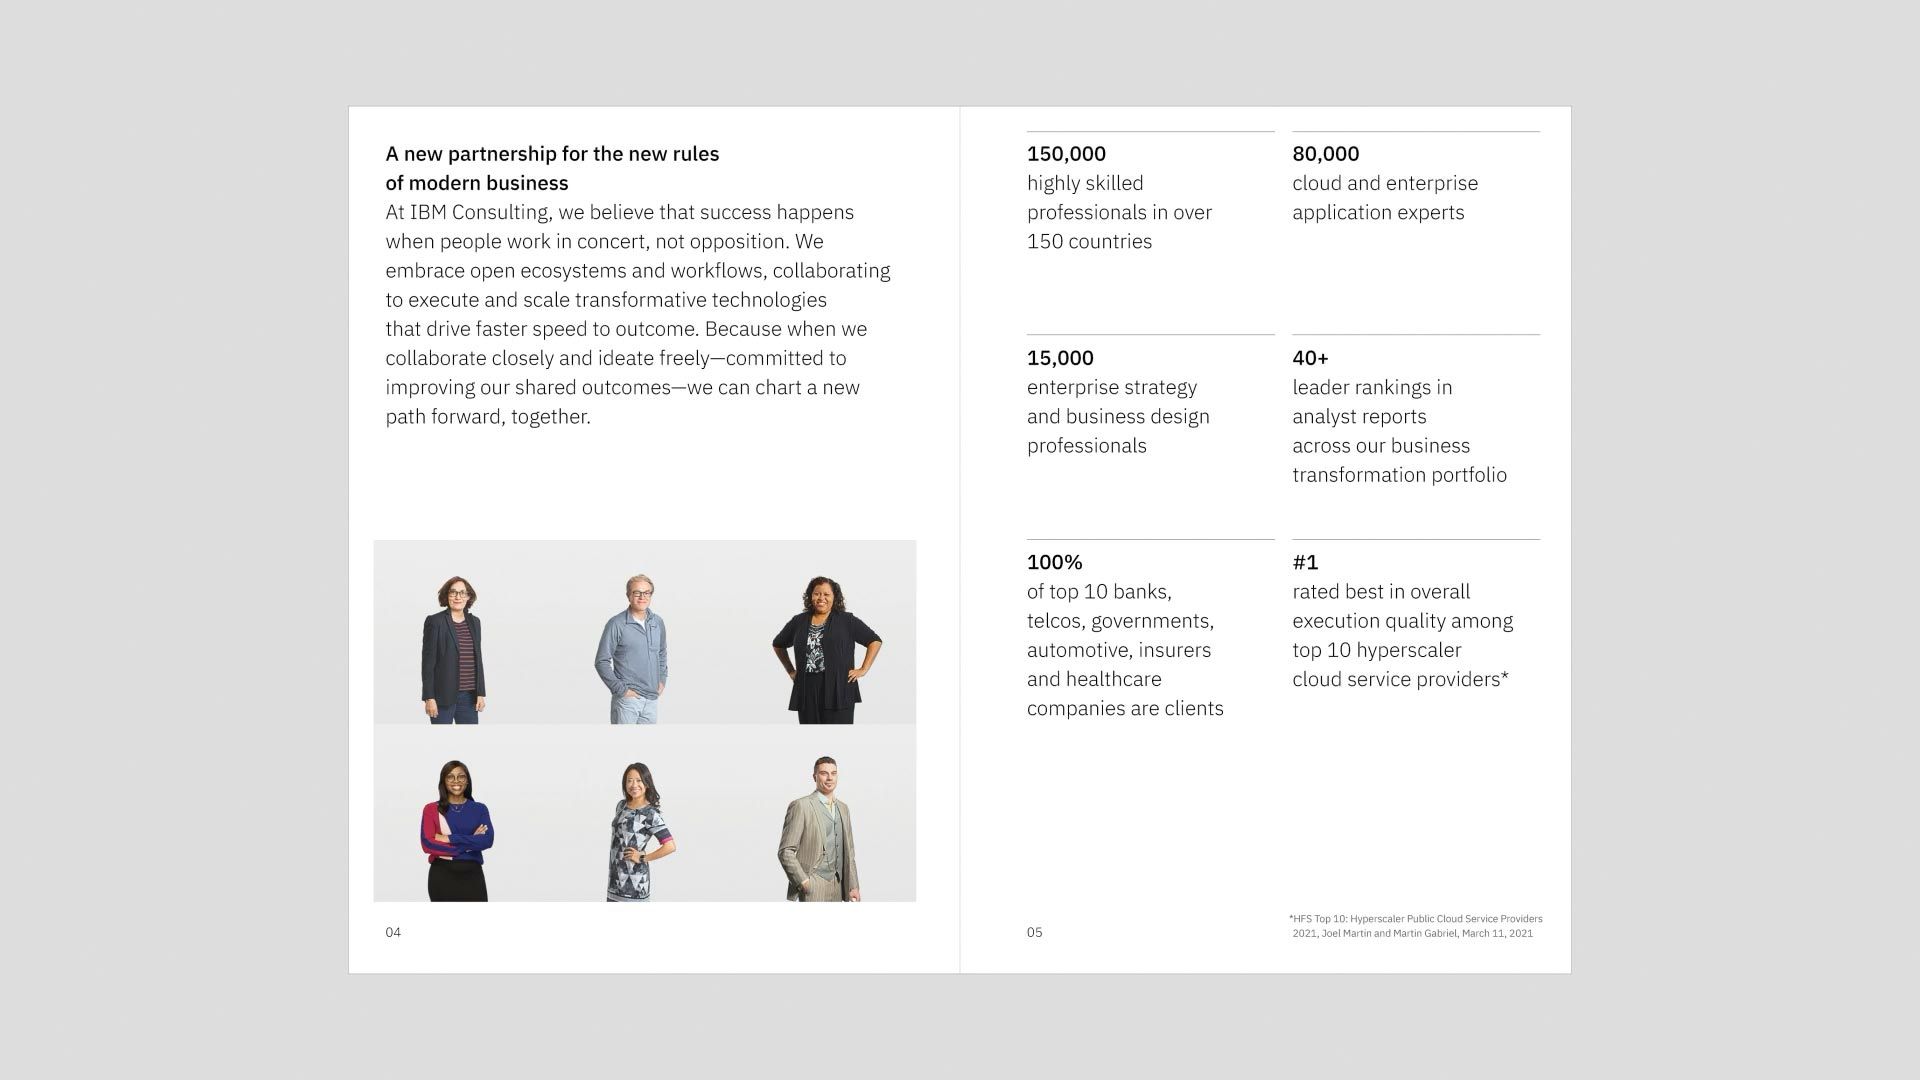 A new partnership for the new rules
of modern business
At IBM Consulting, we believe that success happens
when people work in concert, not opposition. We
embrace open ecosystems and workflows, collaborating
to execute and scale transformative technologies
that drive faster speed to outcome. Because when we
collaborate closely and ideate freely—committed to
improving our shared outcomes—we can chart a new
path forward, together.
04
150,000
highly skilled
professionals in over
150 countries
80,000
cloud and enterprise
application experts
15,000
enterprise strategy
and business design
professionals
40+
leader rankings in
analyst reports
across our business
transformation portfolio
100%
of top 10 banks,
telcos, governments,
automotive, insurers
and healthcare
companies are clients
#1
rated best in overall
execution quality among
top 10 hyperscaler
cloud service providers*
05
*HFS Top 10: Hyperscaler Public Cloud Service Providers
2021, Joel Martin and Martin Gabriel, March 11, 2021